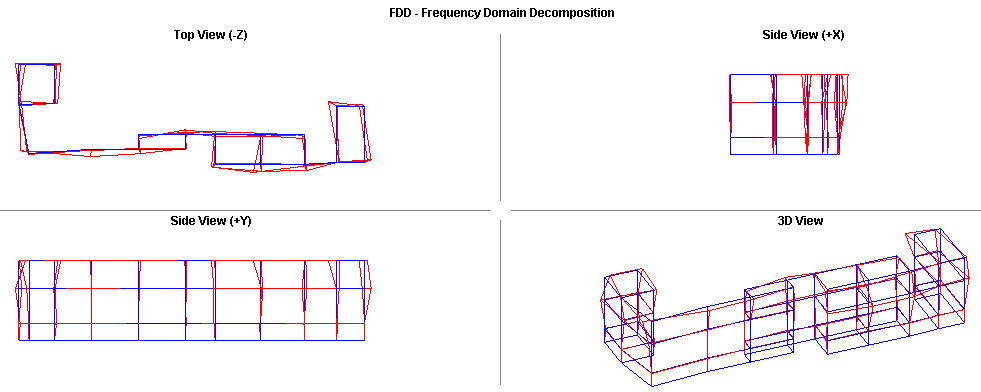 FDD - Frequency Domain Decomposition
Top View (-Z)
Side View (+X)
Side View (+Y)
3D View